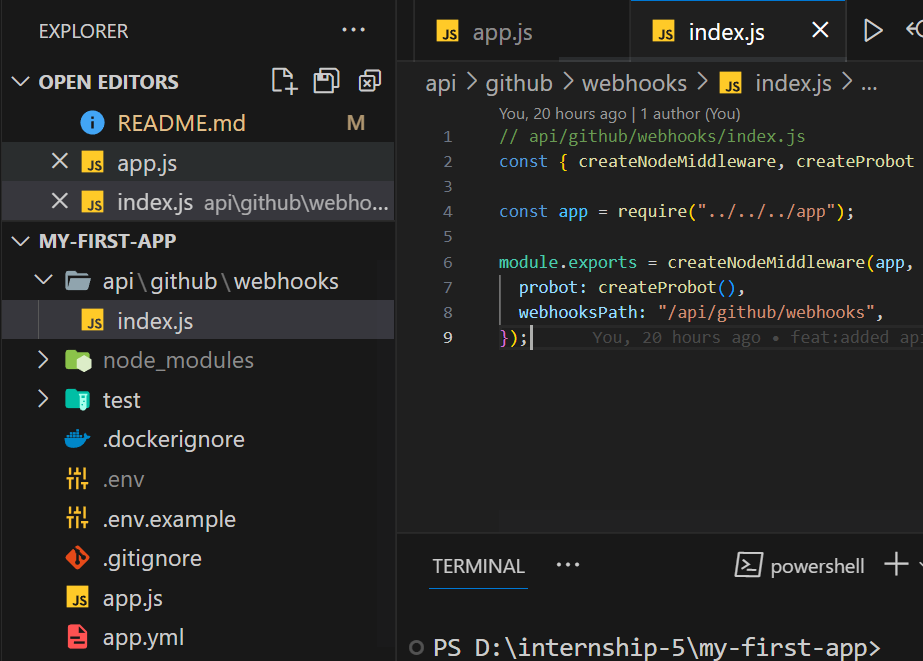 EXPLORER ...
OPEN EDITORS
README.md M
app.js
index.js api\github\webho...
MY-FIRST-APP
api\github\webhooks
index.js
node_modules
test
.dockerignore
.env
.env.example
.gitignore
app.js
app.yml
app.js
index.js
api > github > webhooks > index.js > ...
You, 20 hours ago | 1 author (You)
1 // api/github/webhooks/index.js
2 const { createNodeMiddleware, createProbot
3
4 const app = require("../../../app");
5
6 module.exports = createNodeMiddleware(app,
7 probot: createProbot(),
8 webhooksPath: "/api/github/webhooks",
9 }); You, 20 hours ago • feat:added ap
TERMINAL ...
powershell
PS D:\internship-5\my-first-app>